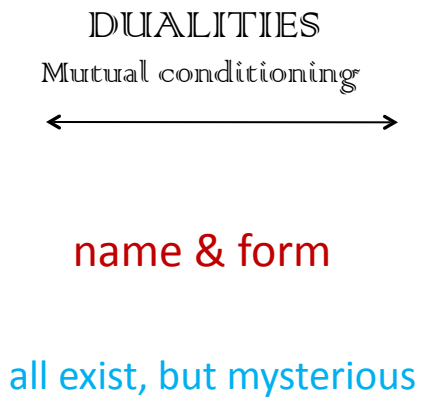 DUALITIES
Mutual conditioning
name & form
all exist, but mysterious